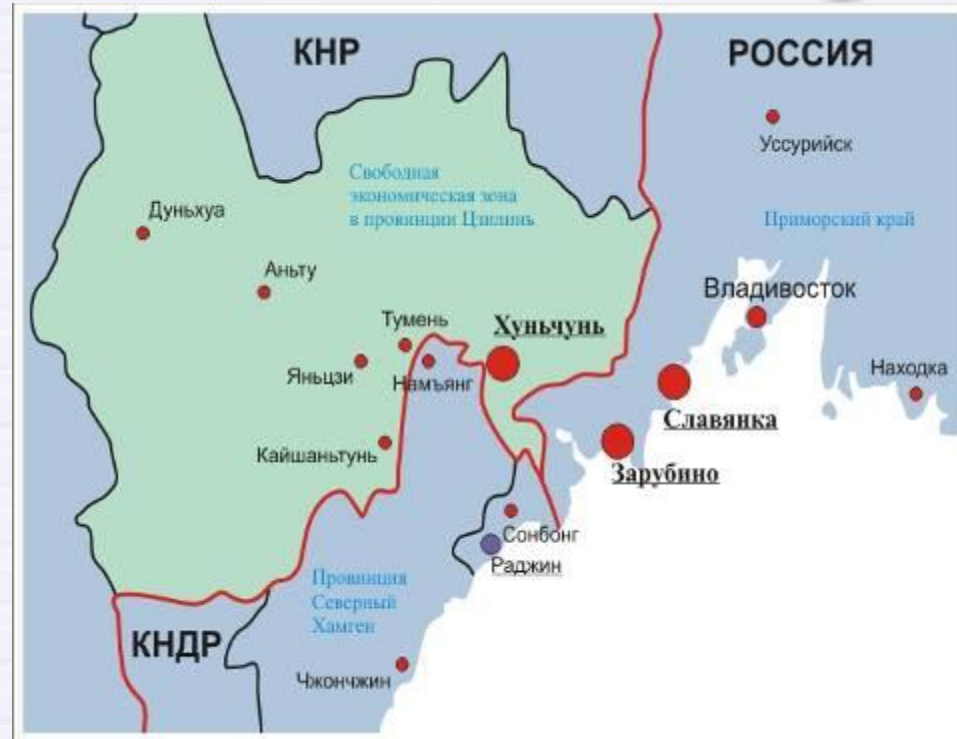 КНР
РОССИЯ
Уссурийск
Свободная
экономическая зона
в провинции Цзилинь
Дуньхуа
Приморский край
Аньту
Владивосток
Тумень
Хуньчунь
Яньцзи
Намъянг
Находка
Славянка
Кайшаньтунь
Зарубино
Сонбонг
Раджин
Провинция
Северный
Хамген
КНДР
Чжончжин